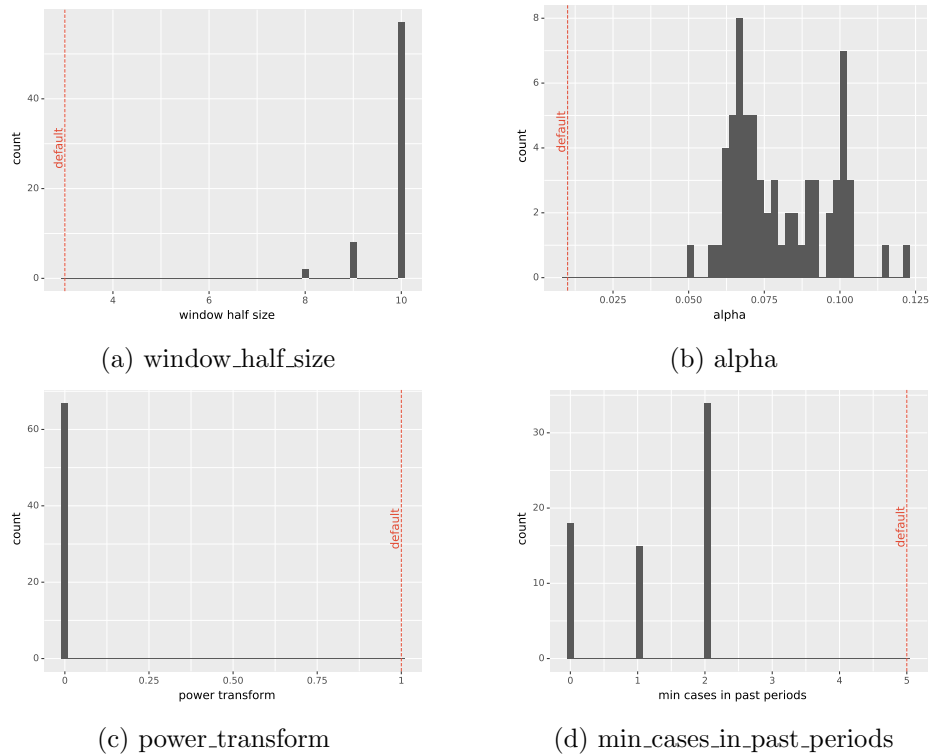 40
20
0
count
default
4
6
8
10
window half size
(a) window_half_size
8
6
4
2
0
count
default
0.025
0.050
0.075
0.100
0.125
alpha
(b) alpha
60
40
20
0
count
default
0
0.25
0.50
0.75
1
power transform
(c) power_transform
30
20
10
0
count
default
0
1
2
3
4
5
min cases in past periods
(d) min_cases_in_past_periods